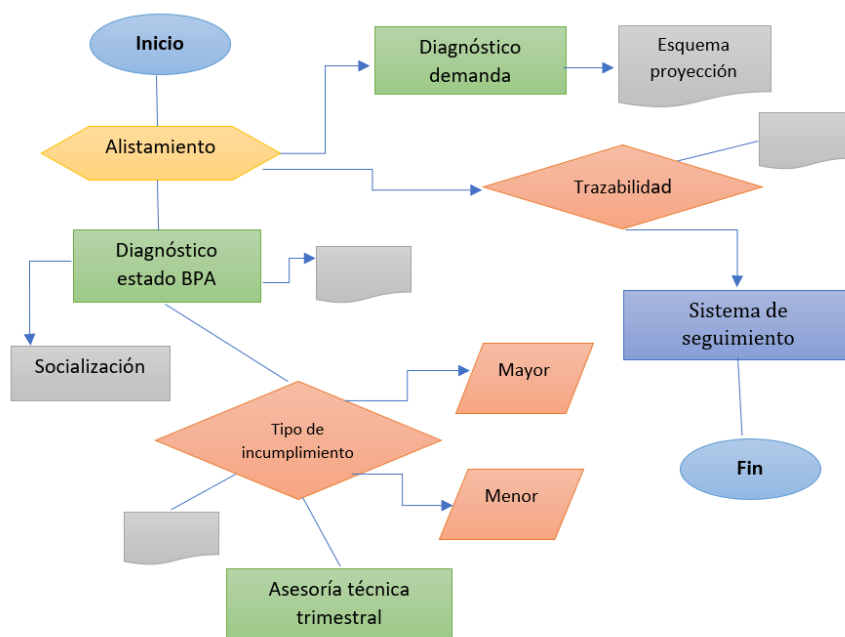 Inicio
Diagnóstico
demanda
Esquema
proyección
Alistamiento
Trazabilidad
Diagnóstico
estado BPA
Sistema de
seguimiento
Socialización
Mayor
Tipo de
incumplimiento
Fin
Menor
Asesoría técnica
trimestral